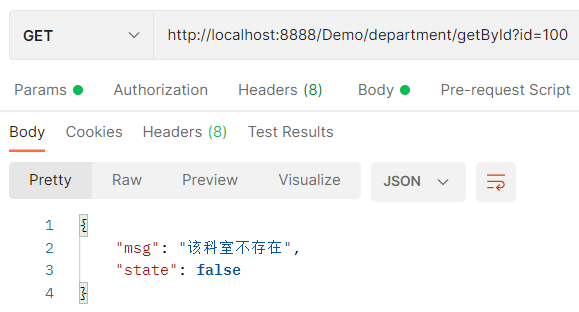 GET http://localhost:8888/Demo/department/getById?id=100
Params Authorization Headers (8) Body Pre-request Script
Body Cookies Headers (8) Test Results
Pretty Raw Preview Visualize JSON
1 {
2 "msg": "该科室不存在",
3 "state": false
4 }